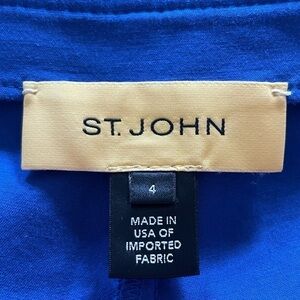 ST. JOHN
4
MADE IN
USA OF
IMPORTED
FABRIC